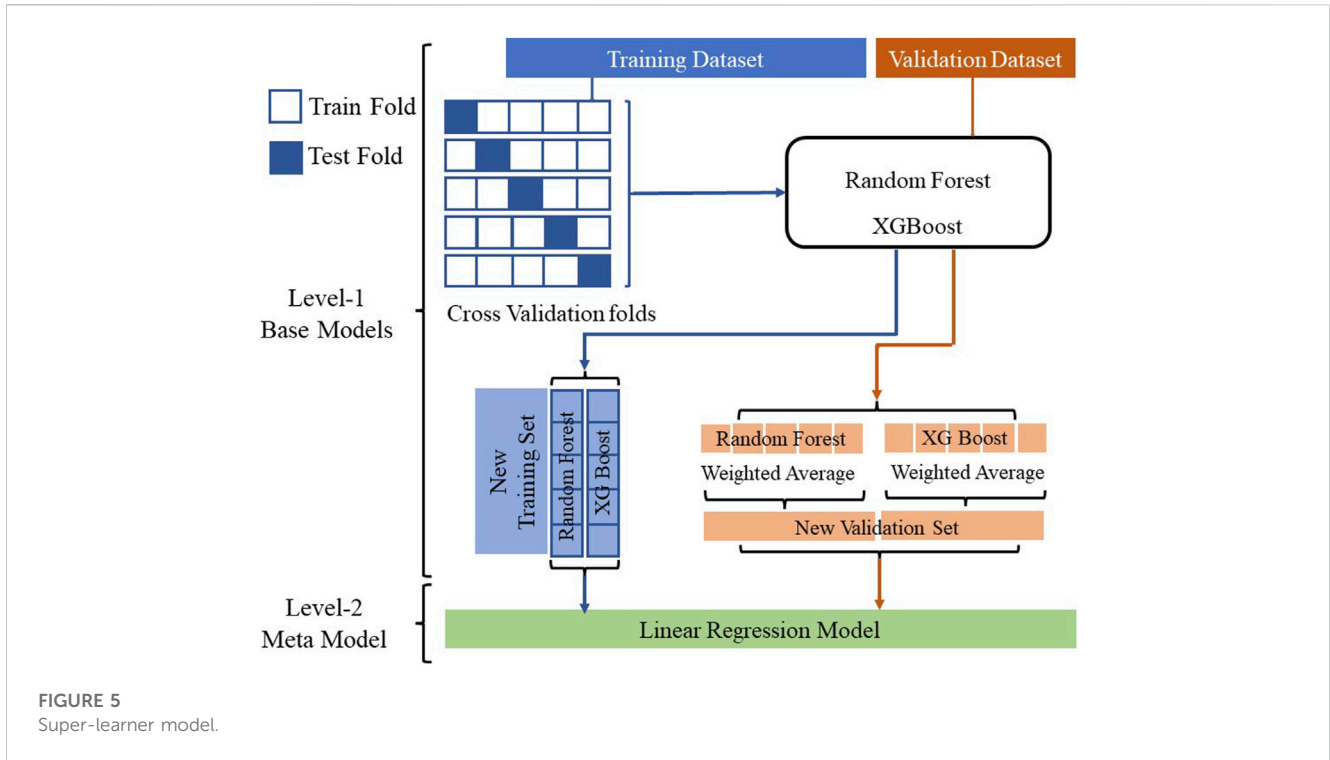 Training Dataset
Validation Dataset
Train Fold
Test Fold
Random Forest
XGBoost
Level-1
Base Models
Cross Validation folds
New
Training Set
Random Forest
XG Boost
Random Forest
XG Boost
Weighted Average
Weighted Average
New Validation Set
Level-2
Meta Model
Linear Regression Model
FIGURE 5
Super-learner model.